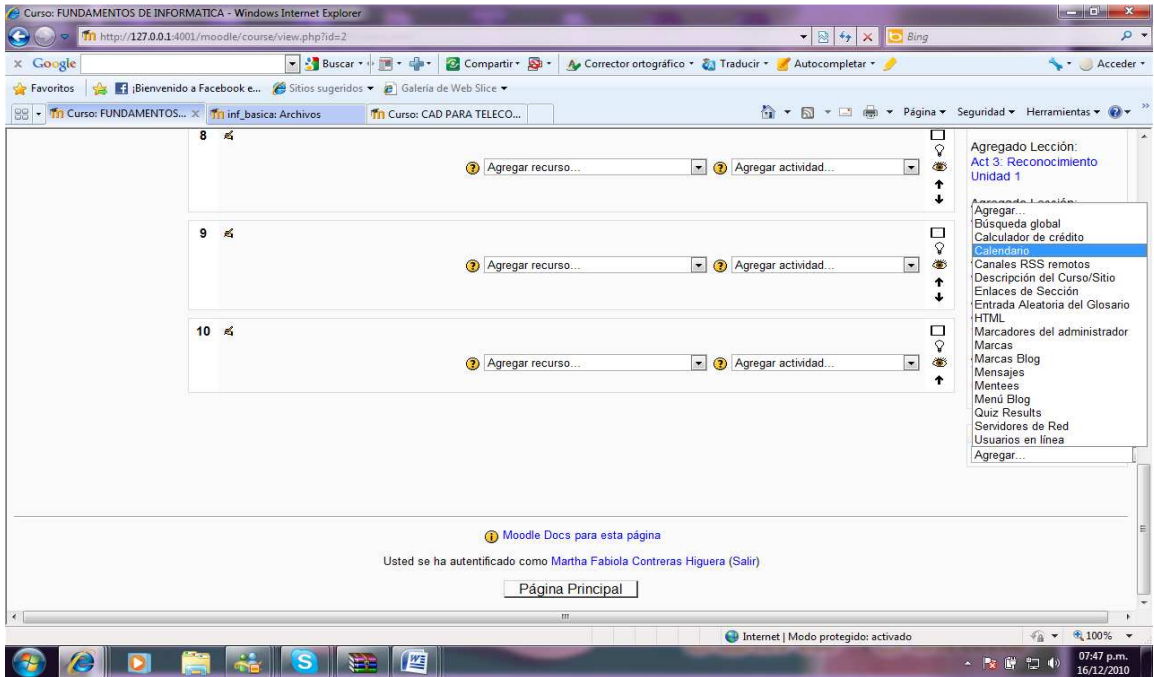 Curso: FUNDAMENTOS DE INFORMATICA - Windows Internet Explorer
http://127.0.0.1:4001/moodle/course/view.php?id=2
Bing
Google
Buscar
Compartir
Corrector ortográfico
Traducir
Autocompletar
Acceder
Favoritos
¡Bienvenido a Facebook e...
Sitios sugeridos
Galería de Web Slice
Curso: FUNDAMENTOS...
inf_basica: Archivos
Curso: CAD PARA TELECO...
Página
Seguridad
Herramientas
8
Agregar recurso...
Agregar actividad...
9
Agregar recurso...
Agregar actividad...
10
Agregar recurso...
Agregar actividad...
Agregado Lección:
Act 3: Reconocimiento
Unidad 1
Agregado Lección:
Agregar...
Búsqueda global
Calculador de crédito
Calendario
Canales RSS remotos
Descripción del Curso/Sitio
Enlaces de Sección
Entrada Aleatoria del Glosario
HTML
Marcadores del administrador
Marcas
Marcas Blog
Mensajes
Mentees
Menú Blog
Quiz Results
Servidores de Red
Usuarios en línea
Agregar...
Moodle Docs para esta página
Usted se ha autentificado como Martha Fabiola Contreras Higuera (Salir)
Página Principal
Internet | Modo protegido: activado
100%
07:47 p.m.
16/12/2010